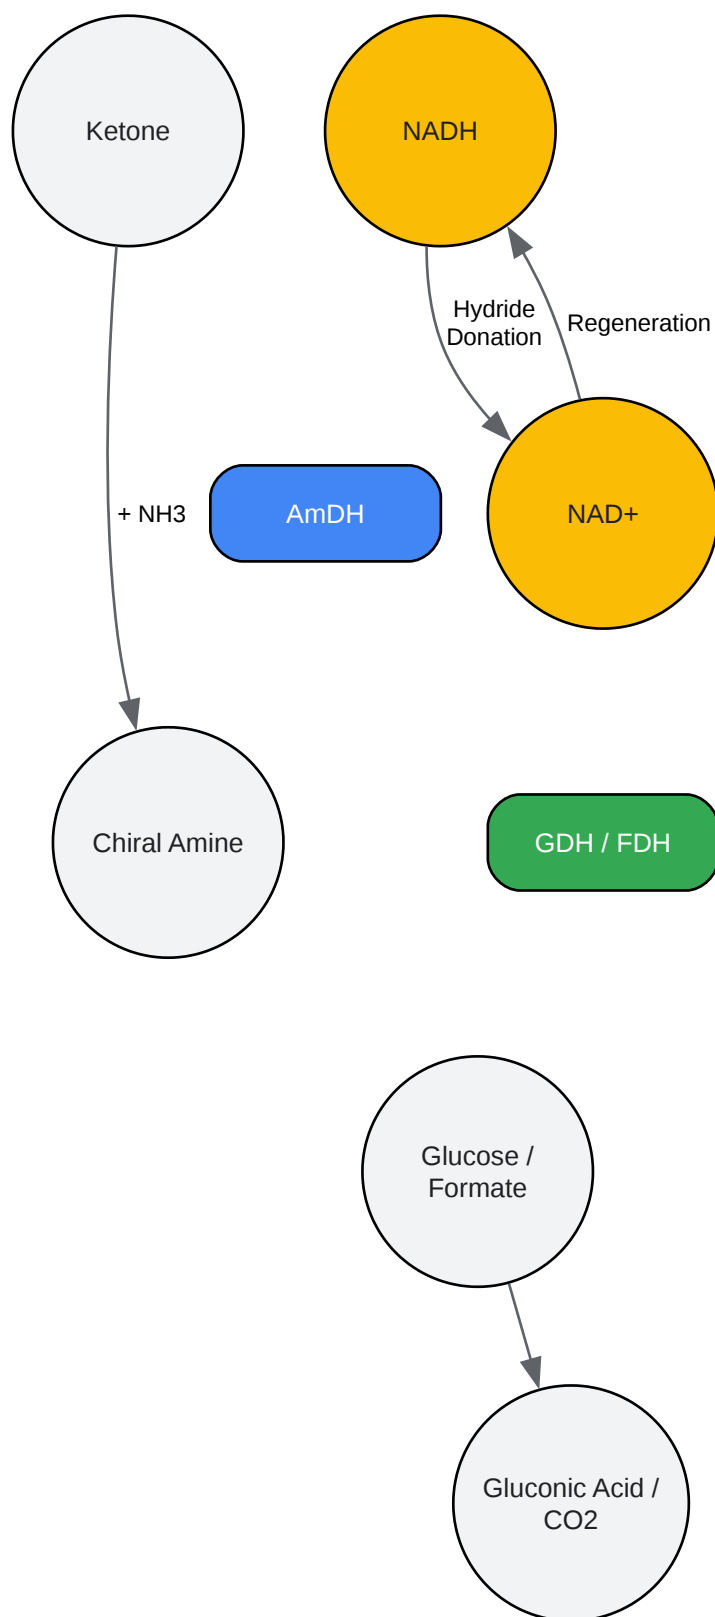 Ketone
NADH
Hydride
Donation
Regeneration
+ NH3
AmDH
NAD+
Chiral Amine
GDH / FDH
Glucose /
Formate
Gluconic Acid /
CO2